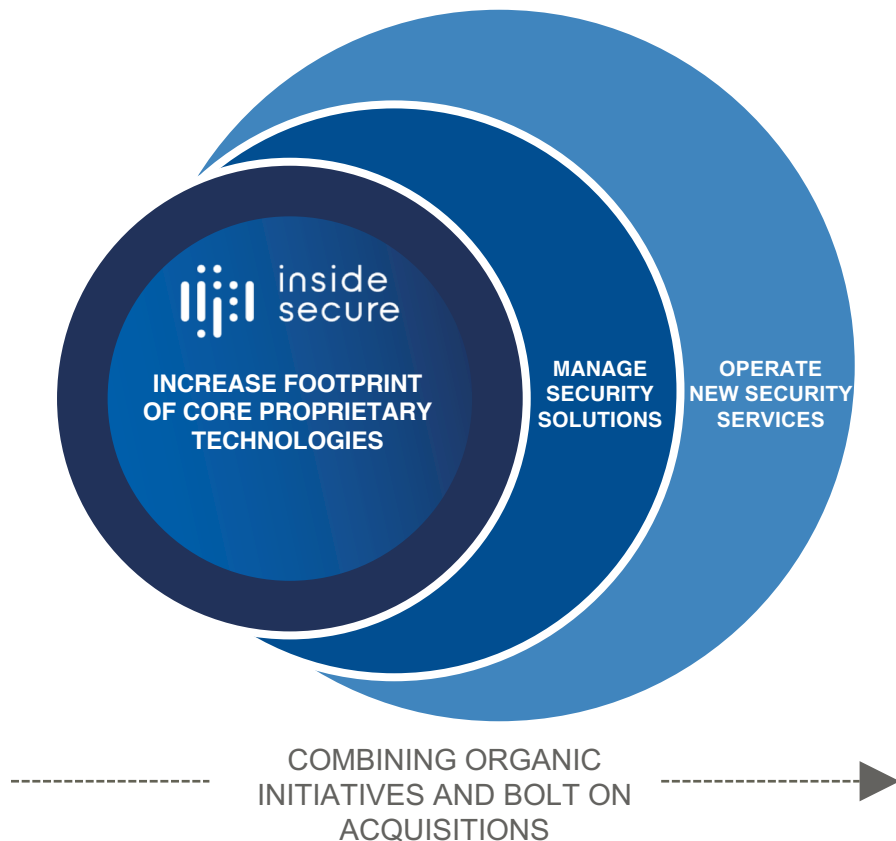 inside
secure
INCREASE FOOTPRINT
OF CORE PROPRIETARY
TECHNOLOGIES
MANAGE
SECURITY
SOLUTIONS
OPERATE
NEW SECURITY
SERVICES
COMBINING ORGANIC
INITIATIVES AND BOLT ON
ACQUISITIONS